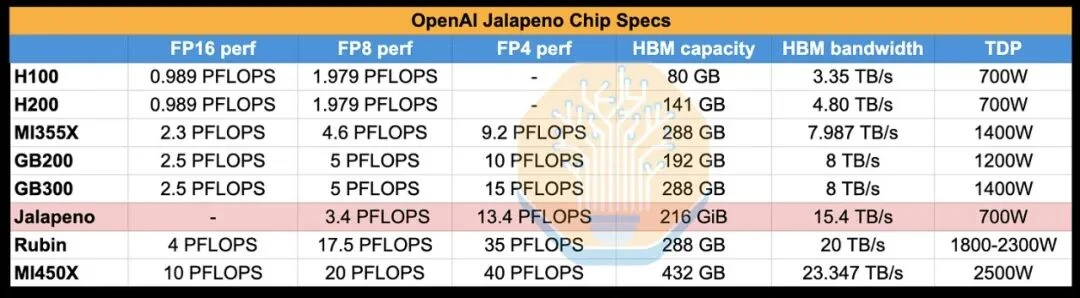 OpenAI Jalapeno Chip Specs
FP16 perf FP8 perf FP4 perf HBM capacity HBM bandwidth TDP
H100 0.989 PFLOPS 1.979 PFLOPS - 80 GB 3.35 TB/s 700W
H200 0.989 PFLOPS 1.979 PFLOPS - 141 GB 4.80 TB/s 700W
MI355X 2.3 PFLOPS 4.6 PFLOPS 9.2 PFLOPS 288 GB 7.987 TB/s 1400W
GB200 2.5 PFLOPS 5 PFLOPS 10 PFLOPS 192 GB 8 TB/s 1200W
GB300 2.5 PFLOPS 5 PFLOPS 15 PFLOPS 288 GB 8 TB/s 1400W
Jalapeno - 3.4 PFLOPS 13.4 PFLOPS 216 GiB 15.4 TB/s 700W
Rubin 4 PFLOPS 17.5 PFLOPS 35 PFLOPS 288 GB 20 TB/s 1800-2300W
MI450X 10 PFLOPS 20 PFLOPS 40 PFLOPS 432 GB 23.347 TB/s 2500W